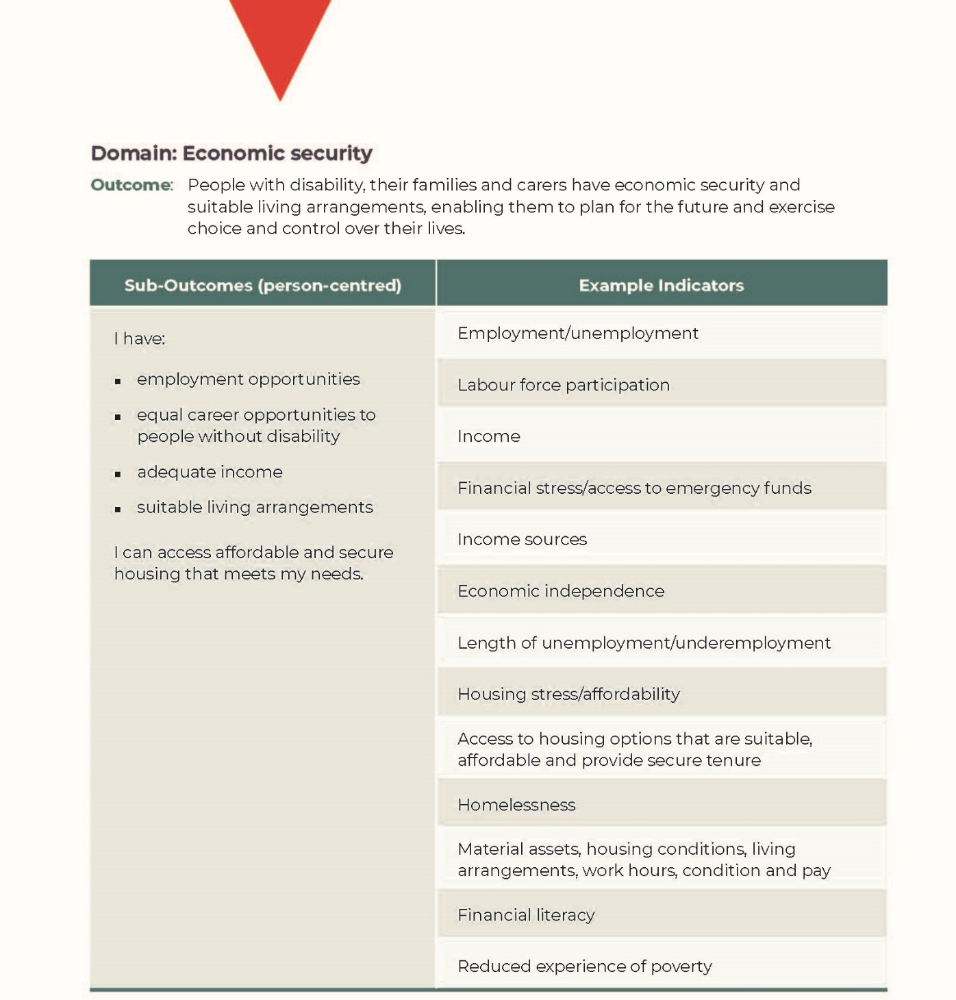 Domain: Economic security
Outcome: People with disability, their families and carers have economic security and
suitable living arrangements, enabling them to plan for the future and exercise
choice and control over their lives.
Sub-Outcomes (person-centred)
Example Indicators
I have:
▪ employment opportunities
▪ equal career opportunities to
people without disability
▪ adequate income
▪ suitable living arrangements
I can access affordable and secure
housing that meets my needs.
Employment/unemployment
Labour force participation
Income
Financial stress/access to emergency funds
Income sources
Economic independence
Length of unemployment/underemployment
Housing stress/affordability
Access to housing options that are suitable,
affordable and provide secure tenure
Homelessness
Material assets, housing conditions, living
arrangements, work hours, condition and pay
Financial literacy
Reduced experience of poverty